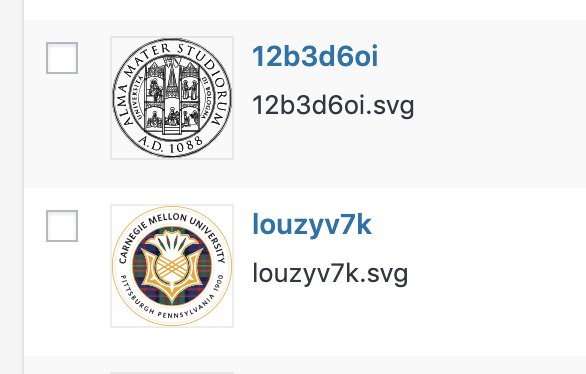 ALMA MATER STUDIORUM
UNIVERSITÀ DI BOLOGNA
A.D. 1088
12b3d6oi
12b3d6oi.svg
CARNEGIE MELLON UNIVERSITY
PITTSBURGH PENNSYLVANIA 1900
louzyv7k
louzyv7k.svg